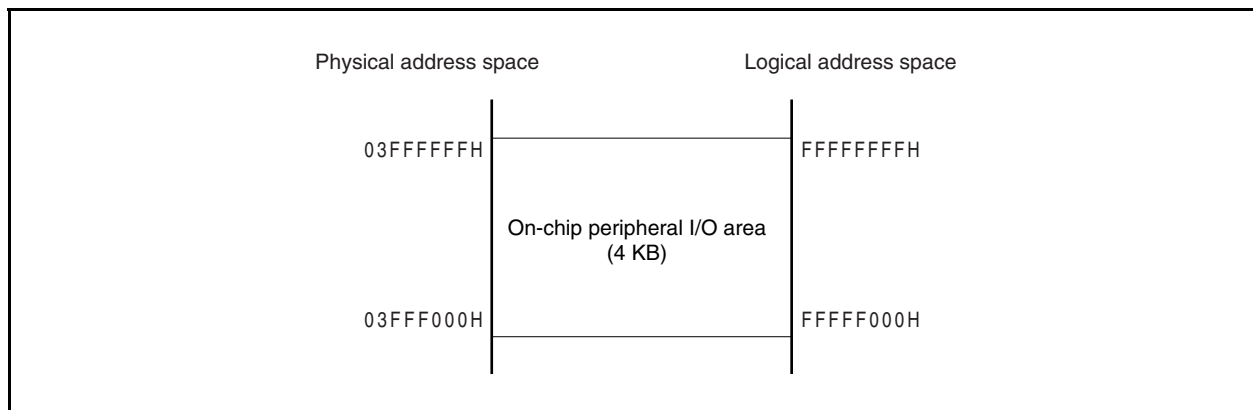 Physical address space
Logical address space
03FFFFFFH
FFFFFFFFH
On-chip peripheral I/O area
(4 KB)
03FFF000H
FFFFF000H